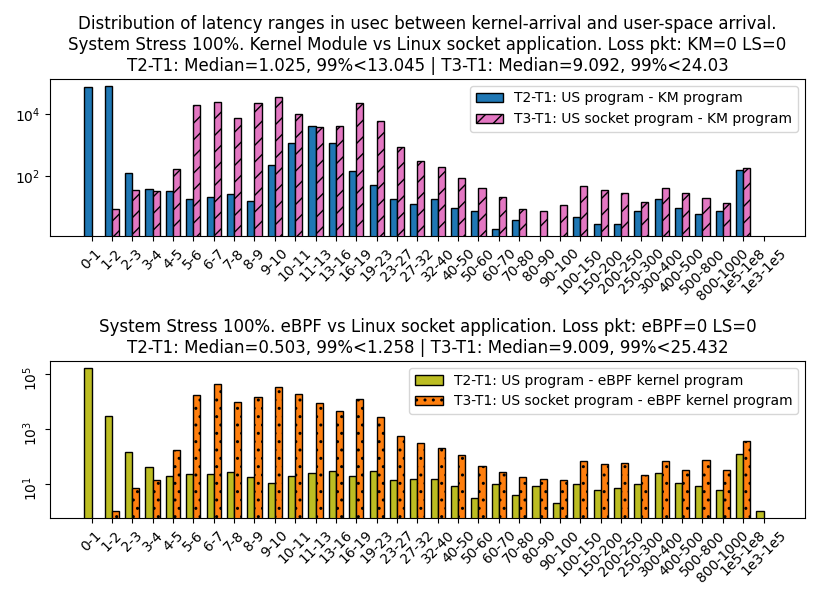 Distribution of latency ranges in usec between kernel-arrival and user-space arrival.
System Stress 100%. Kernel Module vs Linux socket application. Loss pkt: KM=0 LS=0
T2-T1: Median=1.025, 99%<13.045 | T3-T1: Median=9.092, 99%<24.03
T2-T1: US program - KM program
T3-T1: US socket program - KM program
10⁴
10²
0-1 1-2 2-3 3-4 4-5 5-6 6-7 7-8 8-9 9-10 10-11 11-13 13-16 16-19 19-23 23-27 27-32 32-40 40-50 50-60 60-70 70-80 80-90 90-100 100-150 150-200 200-250 250-300 300-400 400-500 500-800 800-1000 1e5-1e8 1e3-1e5
System Stress 100%. eBPF vs Linux socket application. Loss pkt: eBPF=0 LS=0
T2-T1: Median=0.503, 99%<1.258 | T3-T1: Median=9.009, 99%<25.432
T2-T1: US program - eBPF kernel program
T3-T1: US socket program - eBPF kernel program
10⁵
10³
10¹
0-1 1-2 2-3 3-4 4-5 5-6 6-7 7-8 8-9 9-10 10-11 11-13 13-16 16-19 19-23 23-27 27-32 32-40 40-50 50-60 60-70 70-80 80-90 90-100 100-150 150-200 200-250 250-300 300-400 400-500 500-800 800-1000 1e5-1e8 1e3-1e5